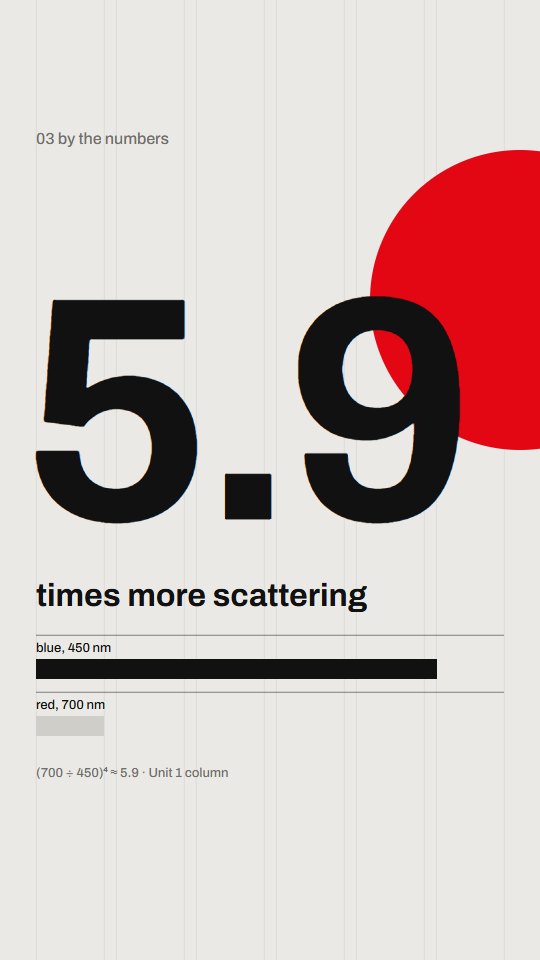 03 by the numbers
5.9
times more scattering
blue, 450 nm
red, 700 nm
(700 ÷ 450)⁴ ≈ 5.9 · Unit 1 column